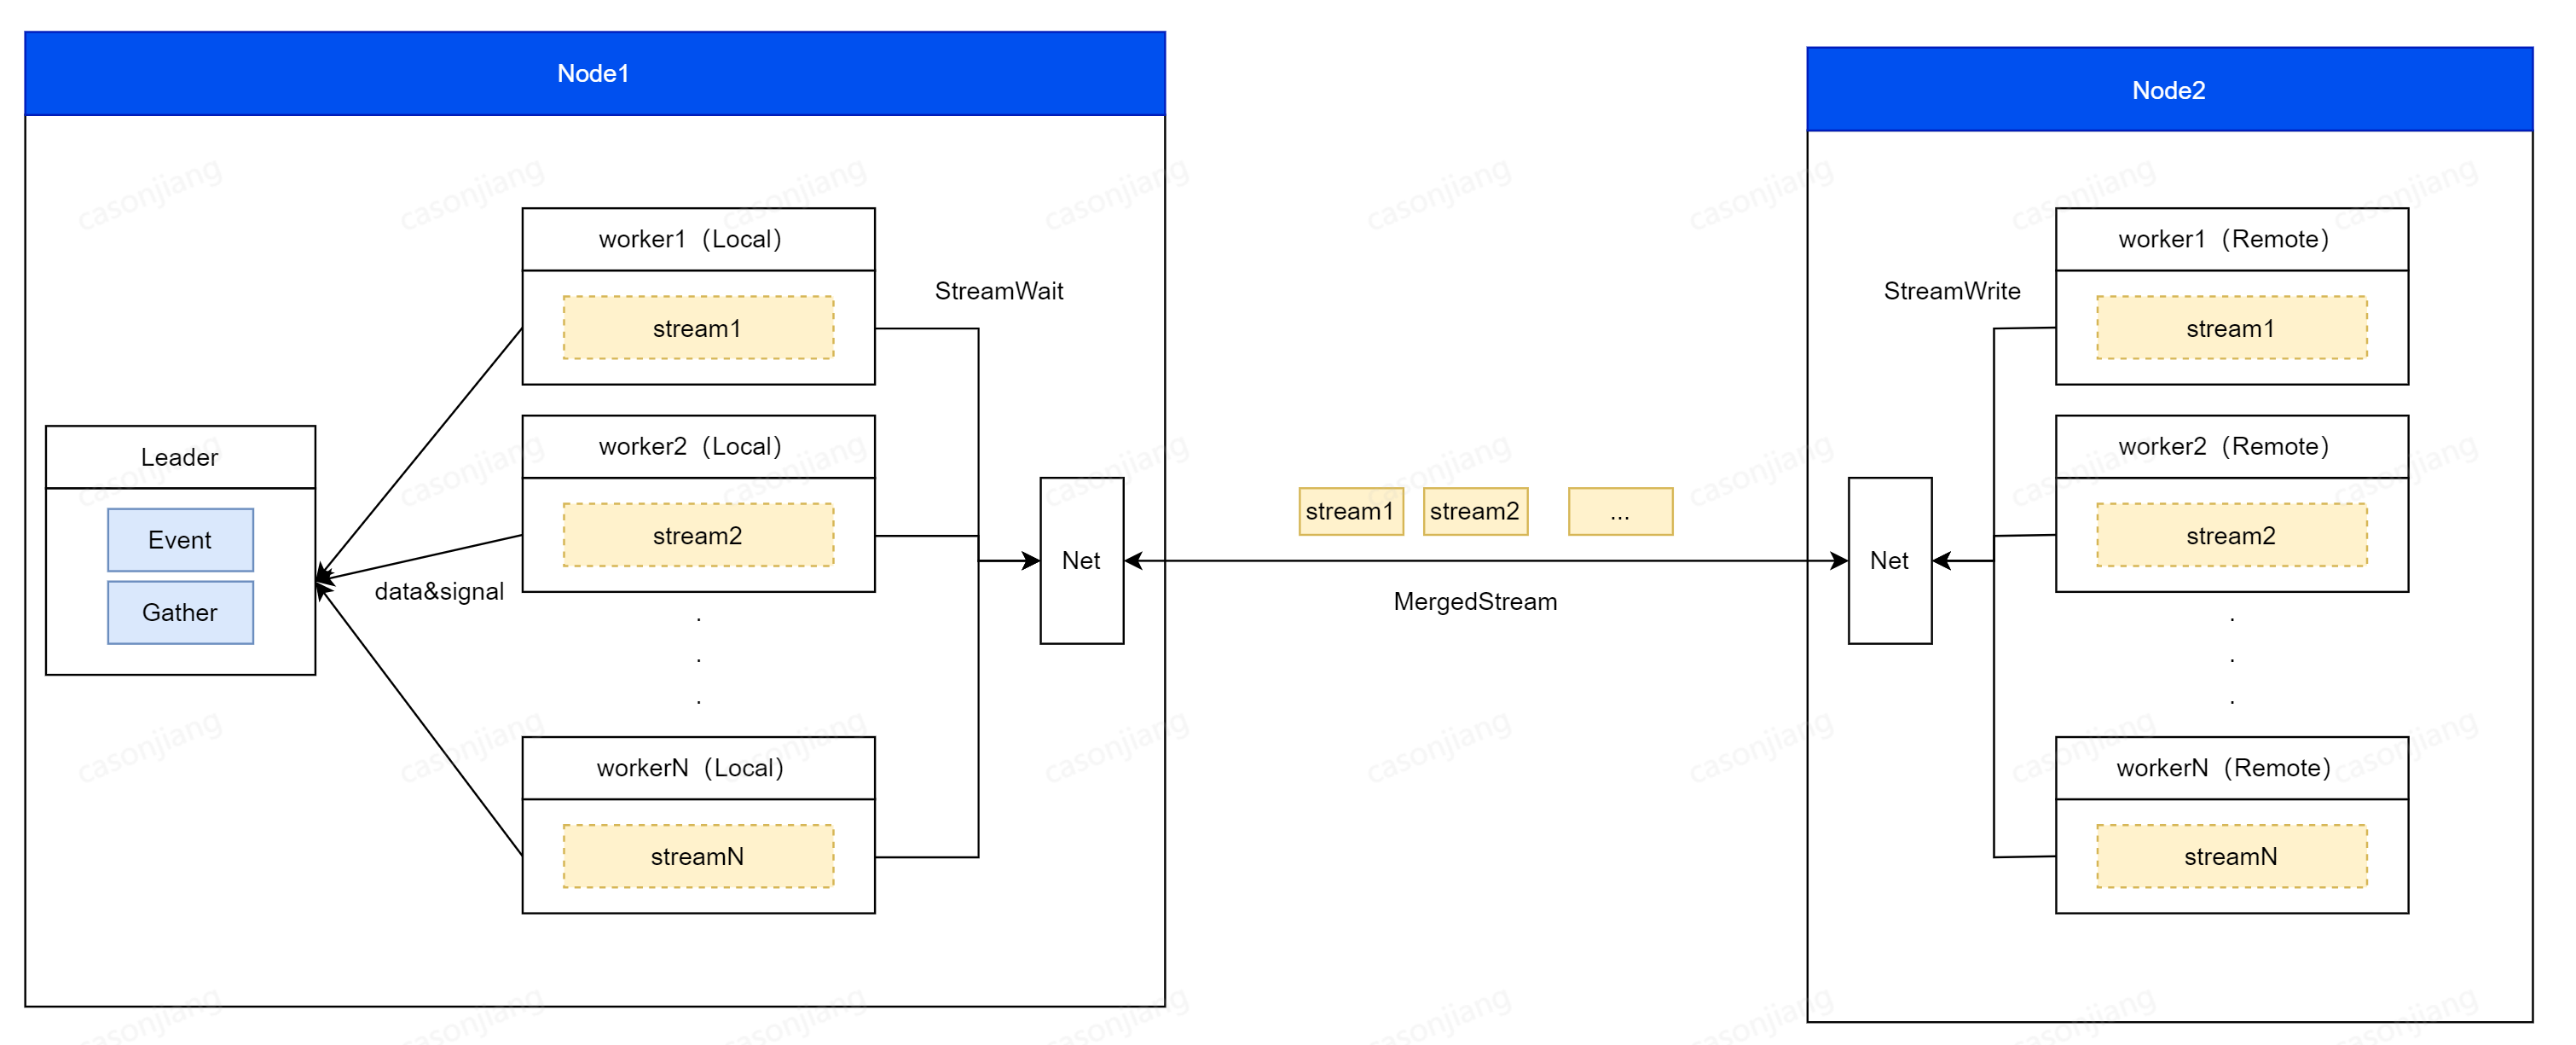 Node1
worker1（Local）
stream1
StreamWait
worker2（Local）
stream2
Leader
Event
Gather
data&signal
.
.
.
workerN（Local）
streamN
Net
stream1
stream2
...
MergedStream
Node2
StreamWrite
worker1（Remote）
stream1
worker2（Remote）
stream2
Net
.
.
.
workerN（Remote）
streamN
casonjiang